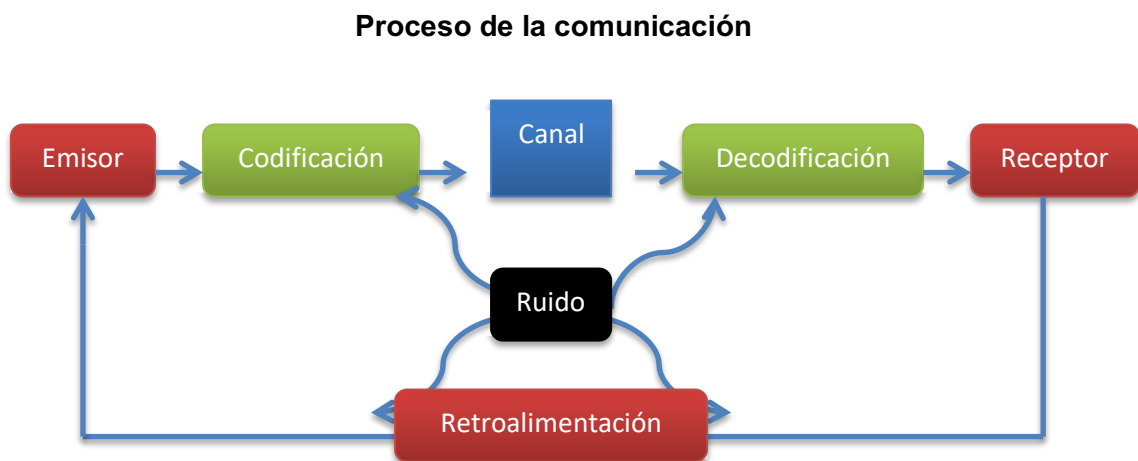 Proceso de la comunicación
Emisor
Codificación
Canal
Decodificación
Receptor
Ruido
Retroalimentación